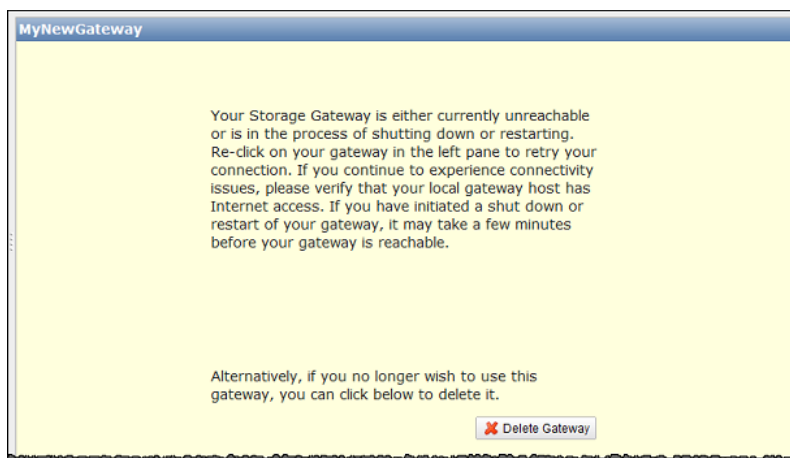 MyNewGateway
Your Storage Gateway is either currently unreachable
or is in the process of shutting down or restarting.
Re-click on your gateway in the left pane to retry your
connection. If you continue to experience connectivity
issues, please verify that your local gateway host has
Internet access. If you have initiated a shut down or
restart of your gateway, it may take a few minutes
before your gateway is reachable.
Alternatively, if you no longer wish to use this
gateway, you can click below to delete it.
Delete Gateway